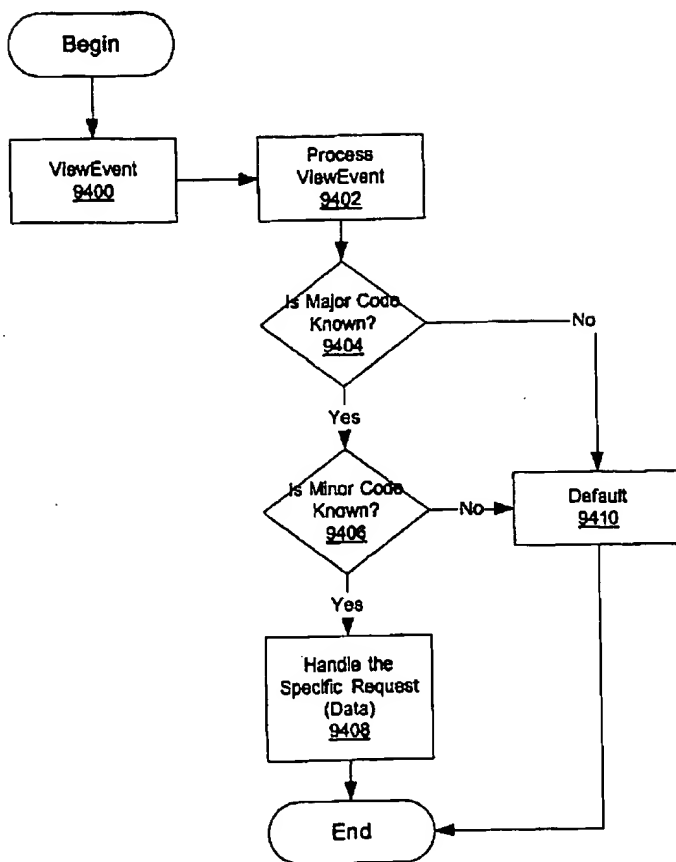 Begin
ViewEvent
9400
Process
ViewEvent
9402
Is Major Code
Known?
9404
No
Yes
Is Minor Code
Known?
9406
No
Default
9410
Yes
Handle the
Specific Request
(Data)
9408
End